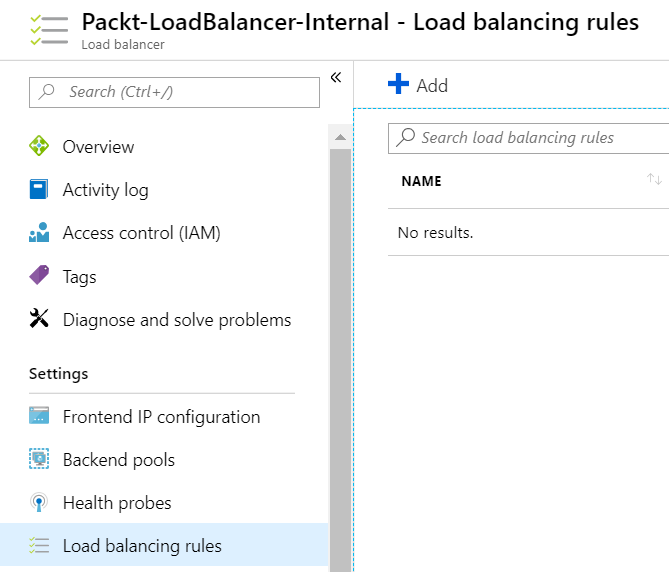 Packt-LoadBalancer-Internal - Load balancing rules
Load balancer
Search (Ctrl+/)
Overview
Activity log
Access control (IAM)
Tags
Diagnose and solve problems
Settings
Frontend IP configuration
Backend pools
Health probes
Load balancing rules
Add
Search load balancing rules
NAME
No results.